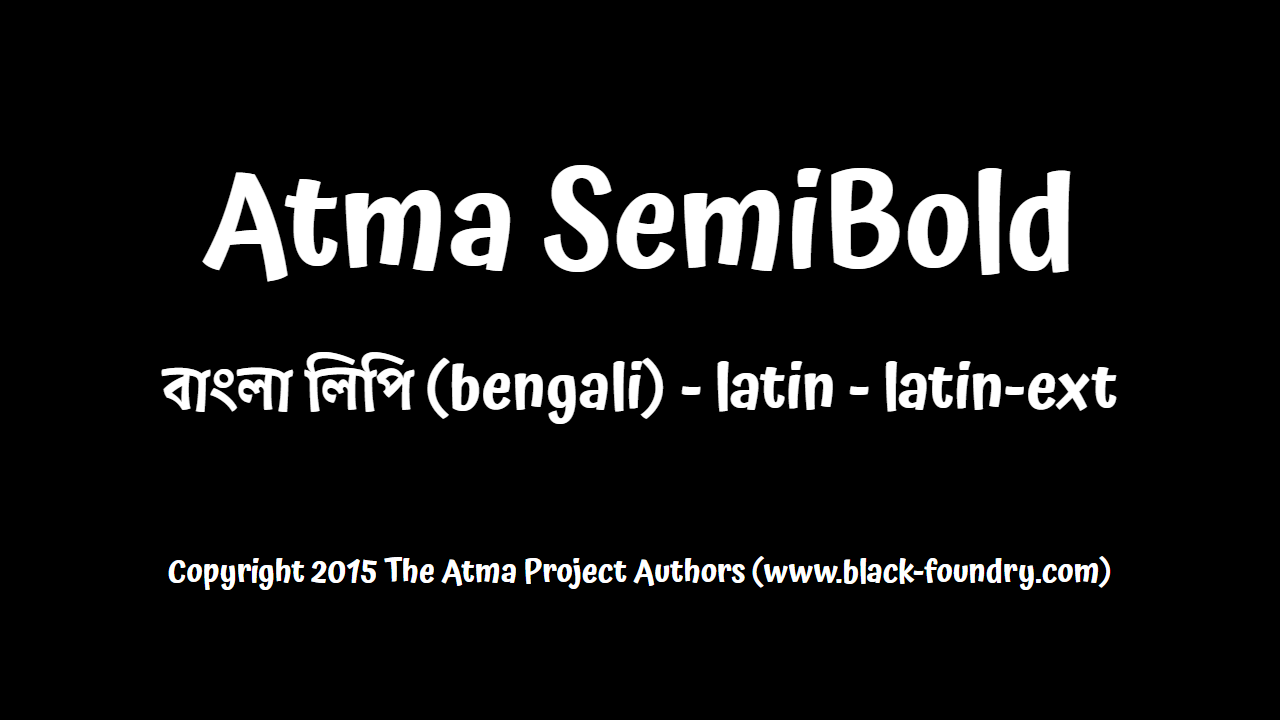 Atma SemiBold
বাংলা লিপি (bengali) - latin - latin-ext
Copyright 2015 The Atma Project Authors (www.black-foundry.com)